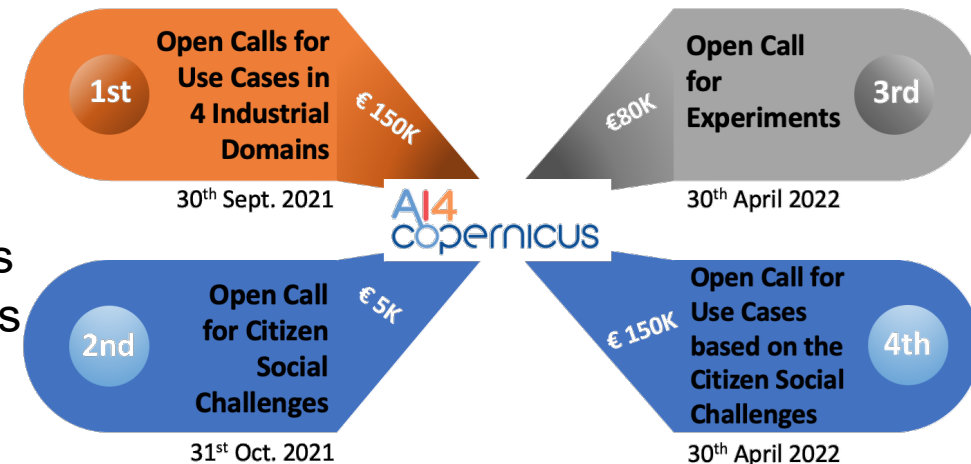 1st
Open Calls for
Use Cases in
4 Industrial
Domains
€ 150K
30th Sept. 2021
Open Call
for
Experiments
€80K
3rd
30th April 2022
AI4
copernicus
s
s
2nd
Open Call
for Citizen
Social
Challenges
€ 5K
31st Oct. 2021
€ 150K
Open Call for
Use Cases
based on the
Citizen Social
Challenges
4th
30th April 2022